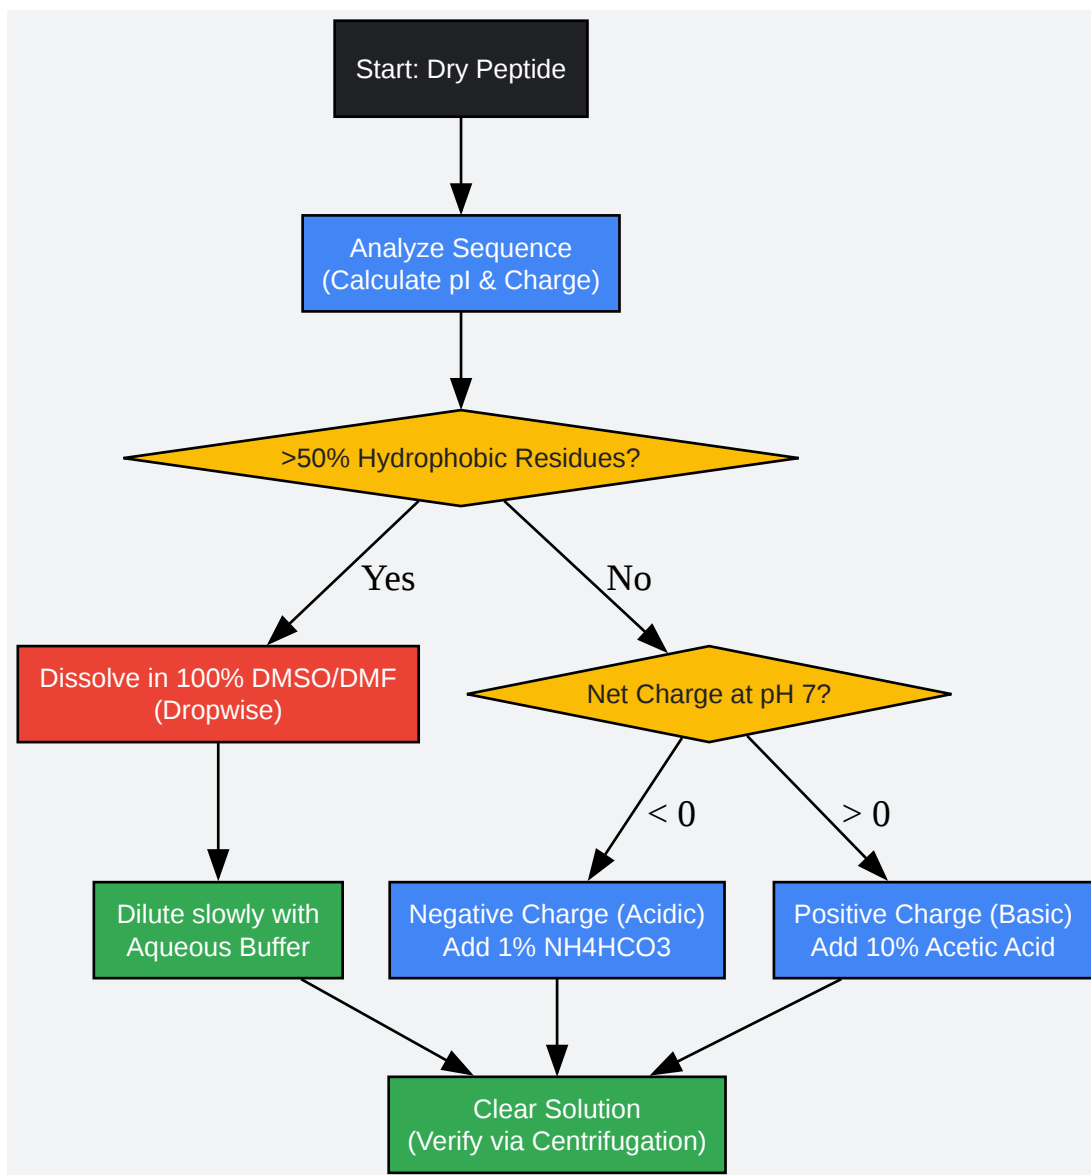 Start: Dry Peptide
Analyze Sequence
(Calculate pI & Charge)
>50% Hydrophobic Residues?
Yes
No
Dissolve in 100% DMSO/DMF
(Dropwise)
Net Charge at pH 7?
< 0
> 0
Dilute slowly with
Aqueous Buffer
Negative Charge (Acidic)
Add 1% NH4HCO3
Positive Charge (Basic)
Add 10% Acetic Acid
Clear Solution
(Verify via Centrifugation)